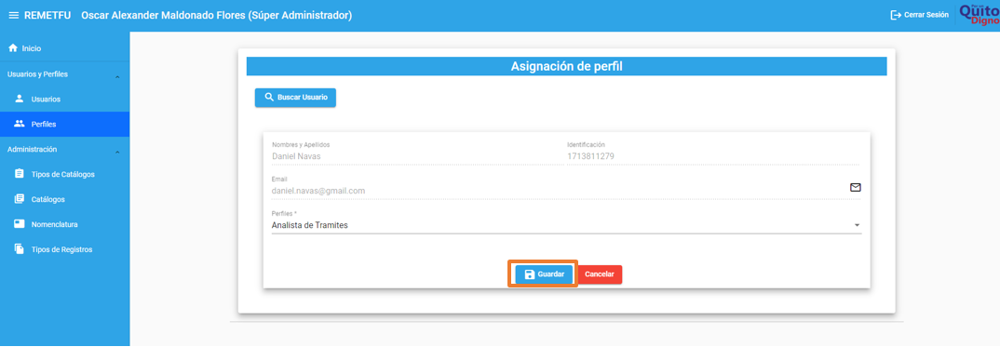 REMETFU Oscar Alexander Maldonado Flores (Súper Administrador)
Cerrar Sesión
Quito
Digno
Inicio
Usuarios y Perfiles
Usuarios
Perfiles
Administración
Tipos de Catálogos
Catálogos
Nomenclatura
Tipos de Registros
Asignación de perfil
Buscar Usuario
Nombres y Apellidos
Daniel Navas
Identificación
1713811279
Email
daniel.navas@gmail.com
Perfiles *
Analista de Tramites
Guardar
Cancelar